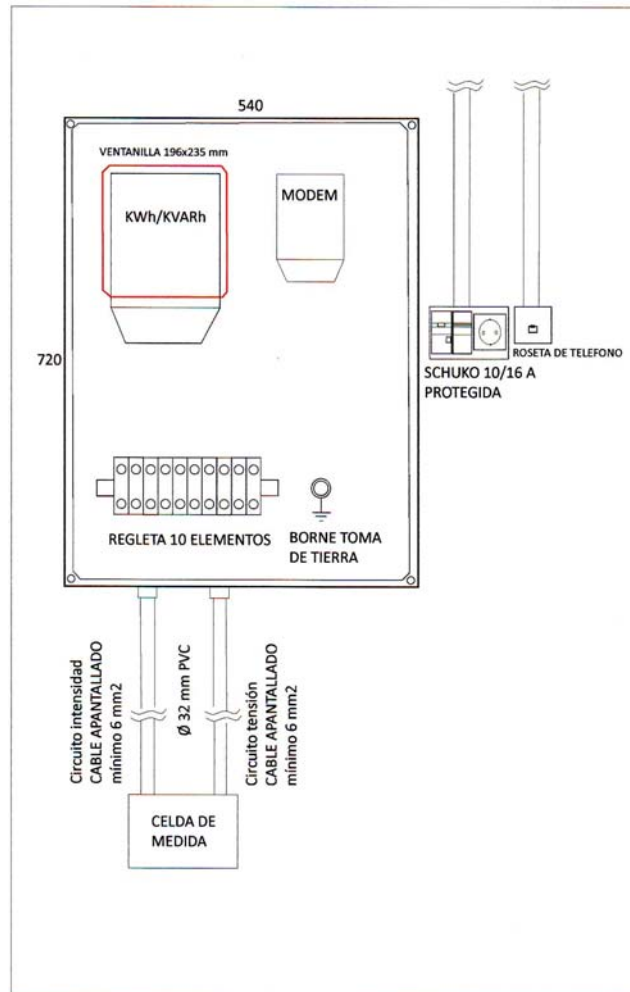 540
VENTANILLA 196x235 mm
KWh/KVARh
MODEM
720
ROSETA DE TELEFONO
SCHUKO 10/16 A
PROTEGIDA
REGLETA 10 ELEMENTOS
BORNE TOMA
DE TIERRA
Circuito intensidad
CABLE APANTALLADO
mínimo 6 mm2
Ø 32 mm PVC
Circuito tensión
CABLE APANTALLADO
mínimo 6 mm2
CELDA DE
MEDIDA